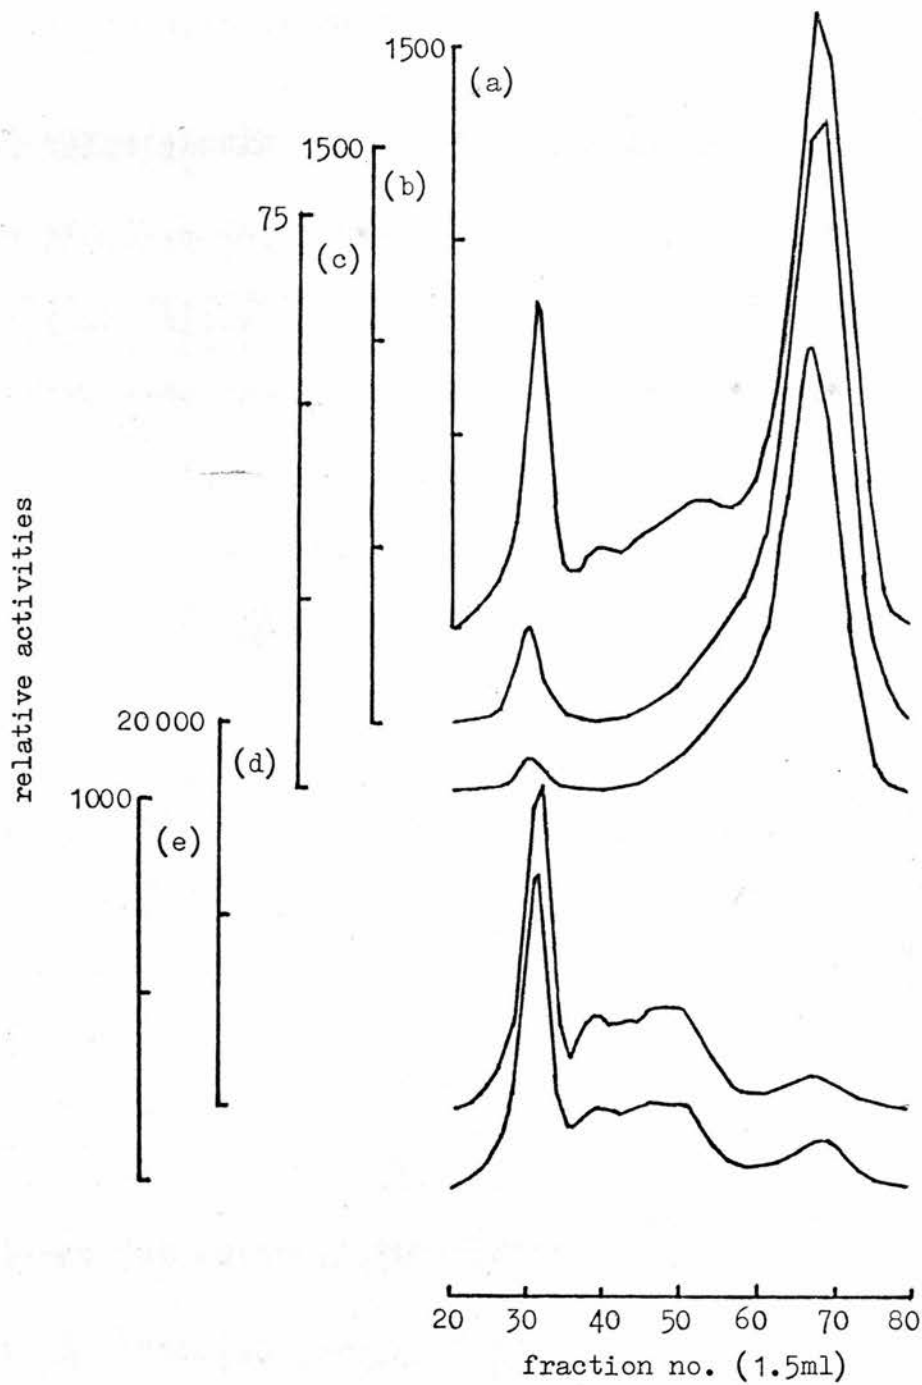 1500
(a)
1500
(b)
75
(c)
relative activities
20 000
(d)
1000
(e)
20 30 40 50 60 70 80
fraction no. (1.5ml)